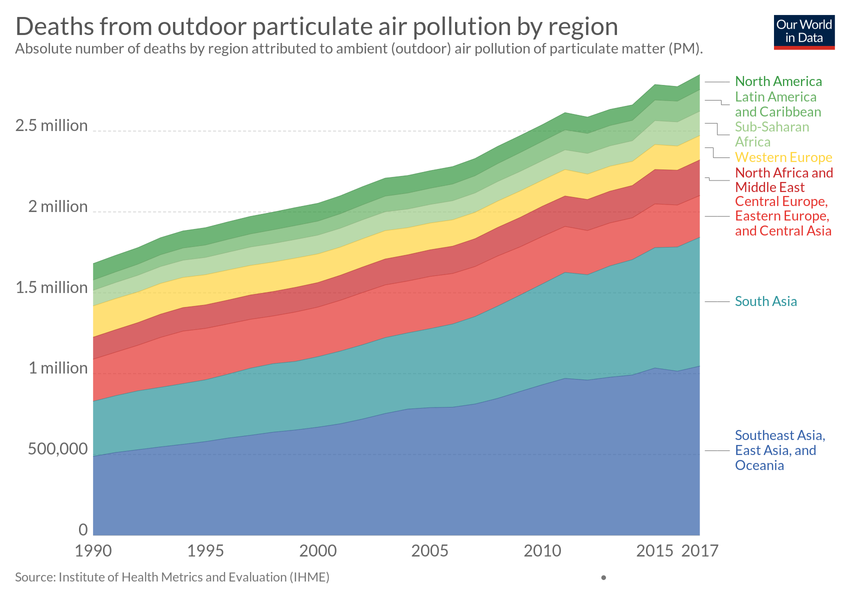 Deaths from outdoor particulate air pollution by region
Absolute number of deaths by region attributed to ambient (outdoor) air pollution of particulate matter (PM).
Our World
in Data
2.5 million
2 million
1.5 million
1 million
500,000
0
1990
1995
2000
2005
2010
2015
2017
North America
Latin America
and Caribbean
Sub-Saharan
Africa
Western Europe
North Africa and
Middle East
Central Europe,
Eastern Europe,
and Central Asia
South Asia
Southeast Asia,
East Asia, and
Oceania
Source: Institute of Health Metrics and Evaluation (IHME)